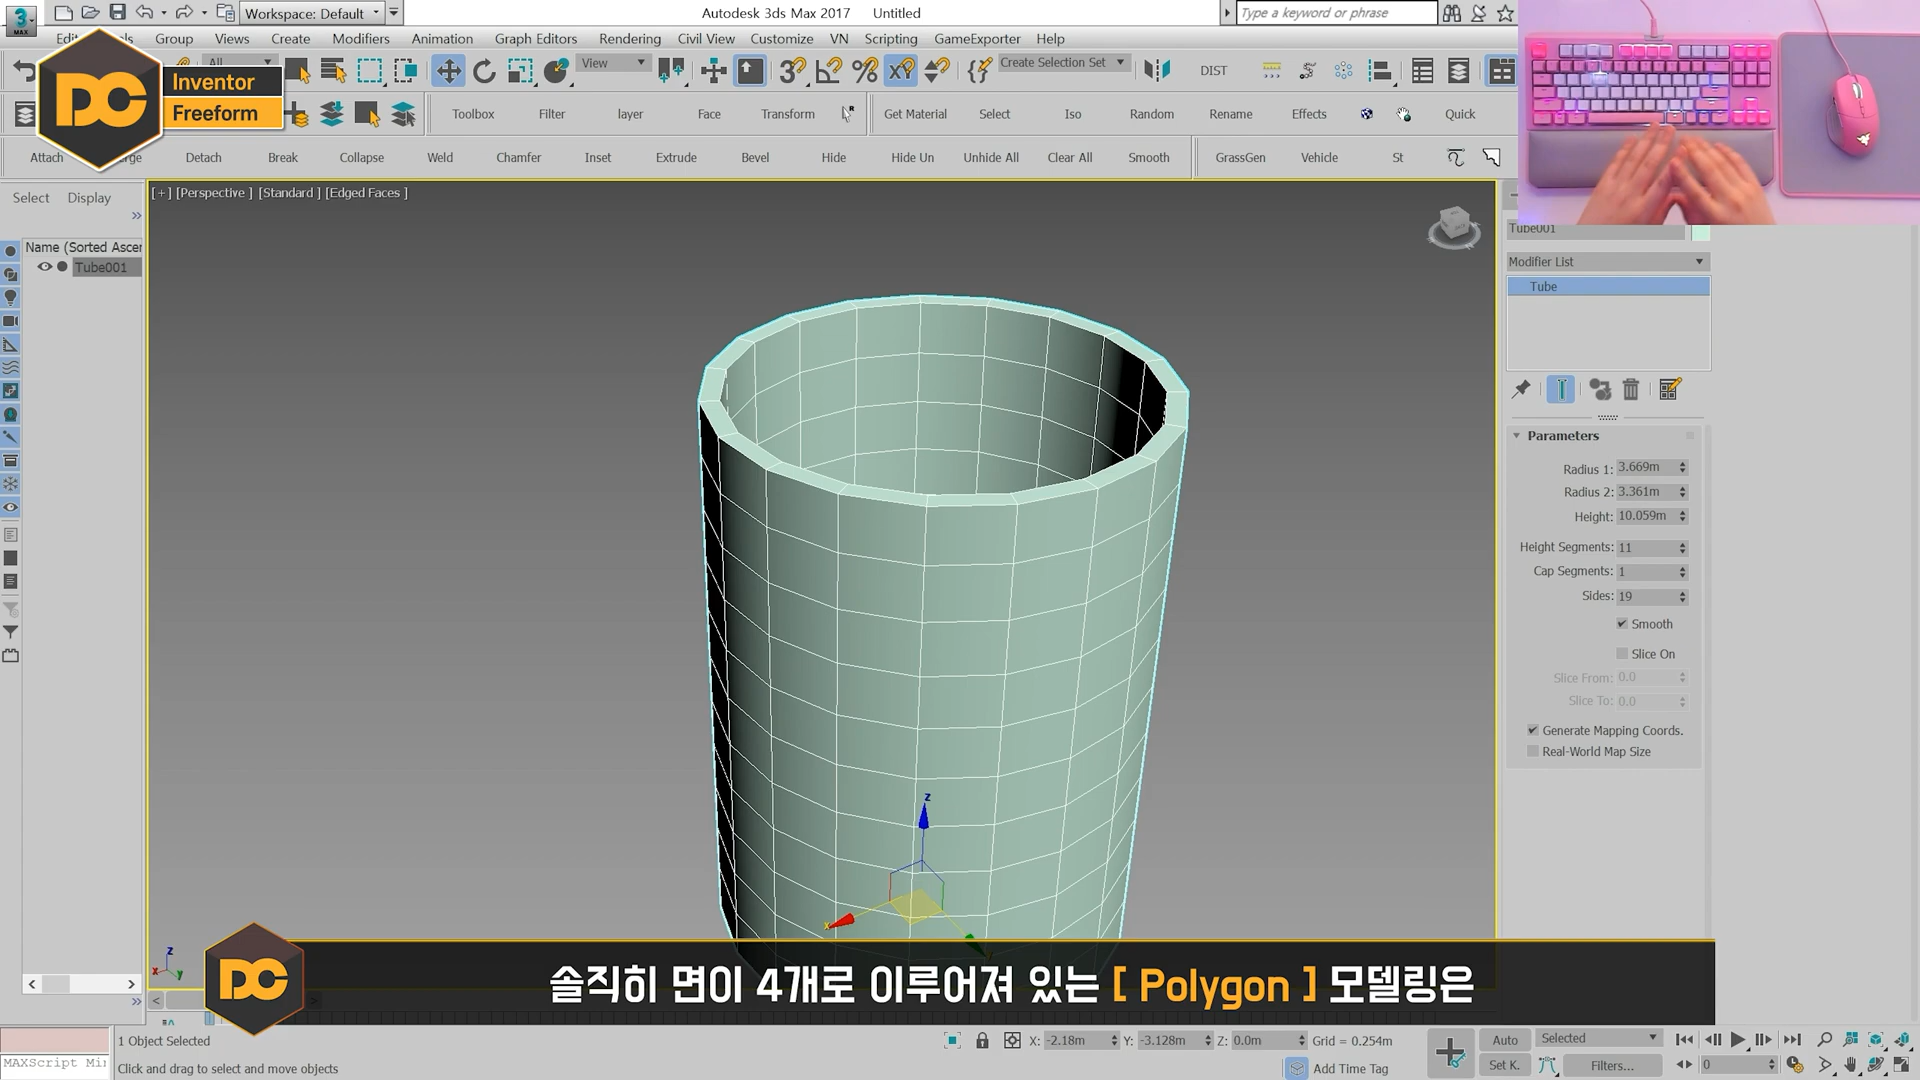 Workspace: Default
Autodesk 3ds Max 2017 Untitled
Type a keyword or phrase
Group Views Create Modifiers Animation Graph Editors Rendering Civil View Customize VN Scripting GameExporter Help
All
View
Create Selection Set
DIST
DC
Inventor
Freeform
Toolbox Filter layer Face Transform Get Material Select Iso Random Rename Effects Quick
Attach Detach Break Collapse Weld Chamfer Inset Extrude Bevel Hide Hide Un Unhide All Clear All Smooth GrassGen Vehicle St
Select Display
[ + ] [Perspective ] [Standard ] [Edged Faces ]
Name (Sorted Ascer
Tube001
Tube001
Modifier List
Tube
Parameters
Radius 1: 3.669m
Radius 2: 3.361m
Height: 10.059m
Height Segments: 11
Cap Segments: 1
Sides: 19
Smooth
Slice On
Slice From: 0.0
Slice To: 0.0
Generate Mapping Coords.
Real-World Map Size
z
x
z
x y
DC
솔직히 면이 4개로 이루어져 있는 [ Polygon ] 모델링은
1 Object Selected
X: -2.18m Y: -3.128m Z: 0.0m Grid = 0.254m
Auto Selected
MAXScript Mi
Click and drag to select and move objects
Add Time Tag
Set K. Filters... 0